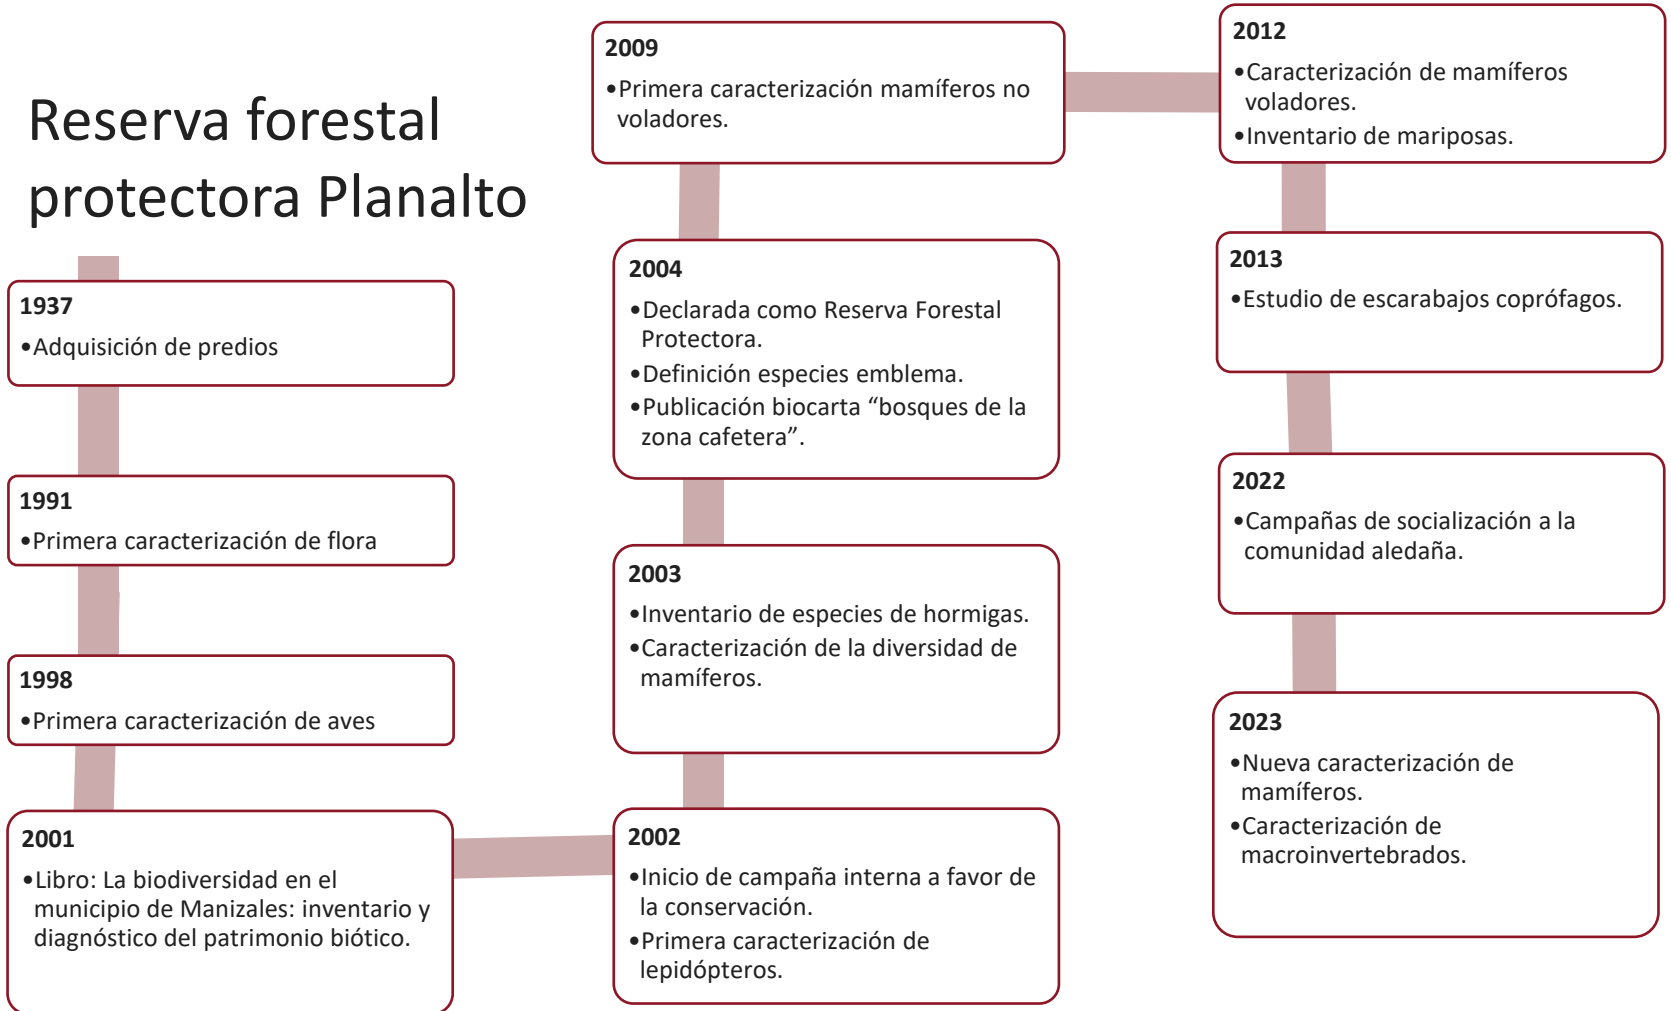 Reserva forestal
protectora Planalto
1937
•Adquisición de predios
1991
•Primera caracterización de flora
1998
•Primera caracterización de aves
2001
•Libro: La biodiversidad en el
municipio de Manizales: inventario y
diagnóstico del patrimonio biótico.
2002
•Inicio de campaña interna a favor de
la conservación.
•Primera caracterización de
lepidópteros.
2003
•Inventario de especies de hormigas.
•Caracterización de la diversidad de
mamíferos.
2004
•Declarada como Reserva Forestal
Protectora.
•Definición especies emblema.
•Publicación biocarta “bosques de la
zona cafetera”.
2009
•Primera caracterización mamíferos no
voladores.
2012
•Caracterización de mamíferos
voladores.
•Inventario de mariposas.
2013
•Estudio de escarabajos coprófagos.
2022
•Campañas de socialización a la
comunidad aledaña.
2023
•Nueva caracterización de
mamíferos.
•Caracterización de
macroinvertebrados.